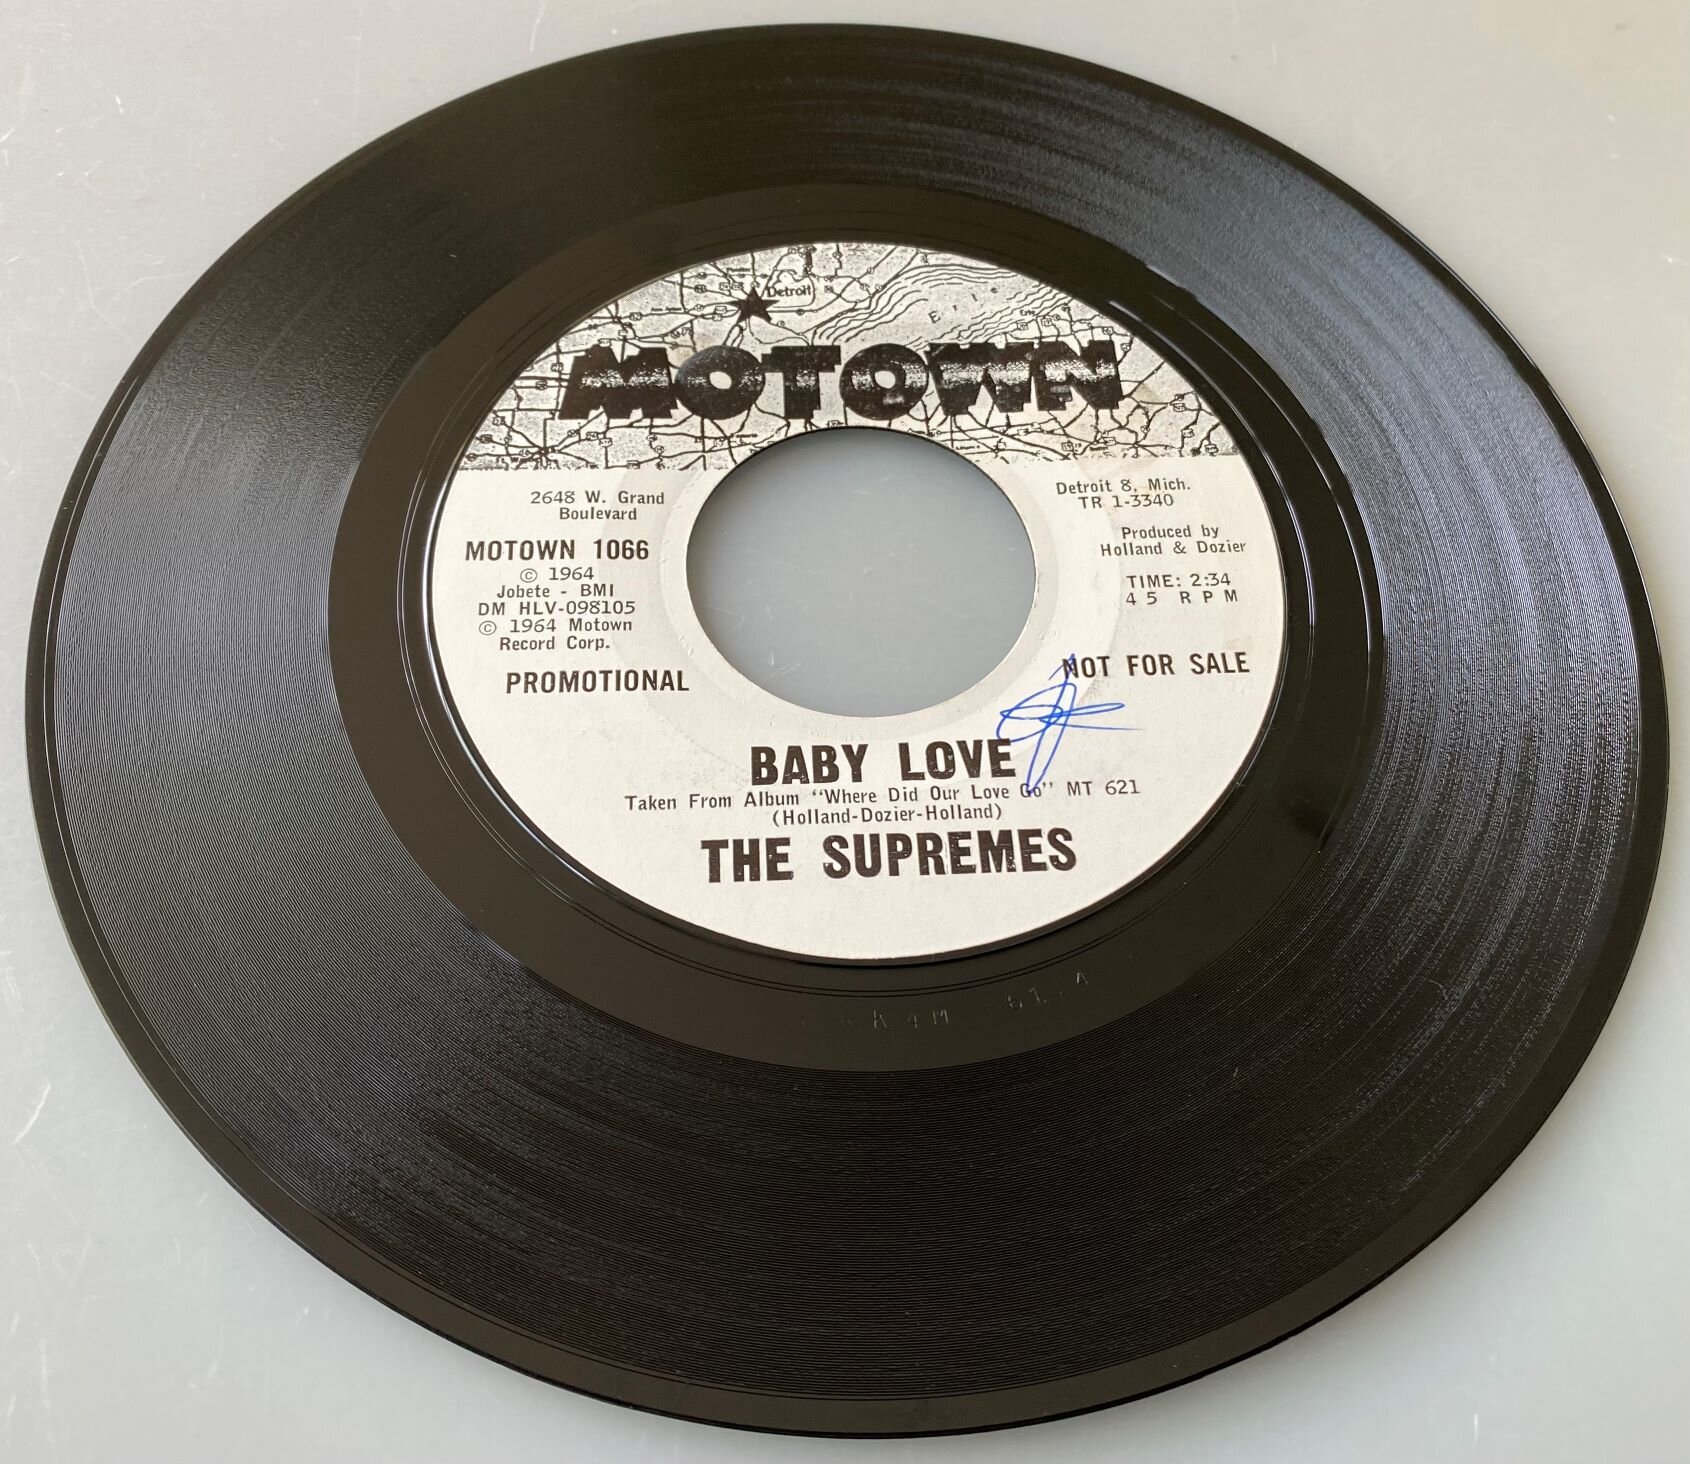 Detroit
Erie
MOTOWN
2648 W. Grand
Boulevard
MOTOWN 1066
© 1964
Jobete - BMI
DM HLV-098105
© 1964 Motown
Record Corp.
PROMOTIONAL
Detroit 8, Mich.
TR 1-3340
Produced by
Holland & Dozier
TIME: 2:34
45 RPM
NOT FOR SALE
BABY LOVE
Taken From Album "Where Did Our Love Go" MT 621
(Holland-Dozier-Holland)
THE SUPREMES